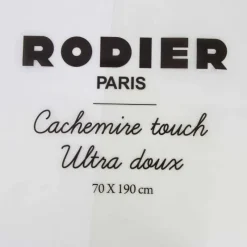 RODIER
PARIS
Cachemire touch
Ultra doux
70 X 190 cm